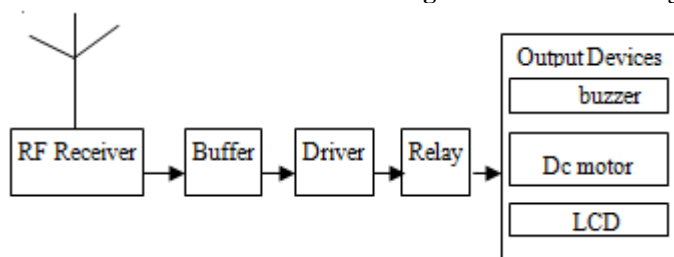 RF Receiver
Buffer
Driver
Relay
Output Devices
buzzer
Dc motor
LCD